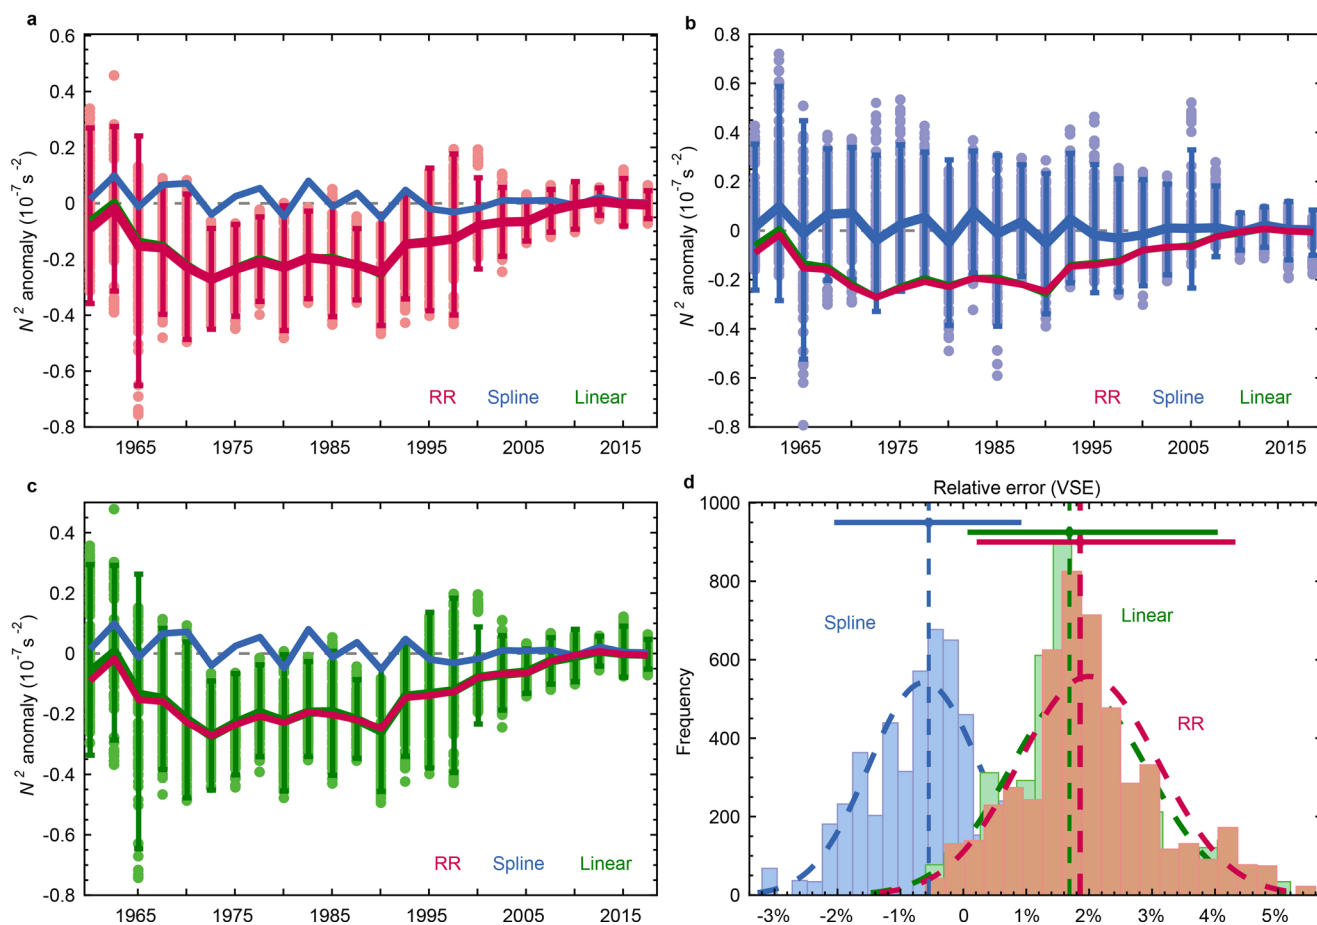 a
0.6
0.4
0.2
0
-0.2
-0.4
-0.6
-0.8
N² anomaly (10⁻⁷ s⁻²)
RR Spline Linear
1965 1975 1985 1995 2005 2015
b
0.8
0.6
0.4
0.2
0
-0.2
-0.4
-0.6
-0.8
N² anomaly (10⁻⁷ s⁻²)
RR Spline Linear
1965 1975 1985 1995 2005 2015
c
0.4
0.2
0
-0.2
-0.4
-0.6
-0.8
N² anomaly (10⁻⁷ s⁻²)
RR Spline Linear
1965 1975 1985 1995 2005 2015
d
Relative error (VSE)
1000
800
600
400
200
0
Frequency
Spline
Linear
RR
-3% -2% -1% 0 1% 2% 3% 4% 5%